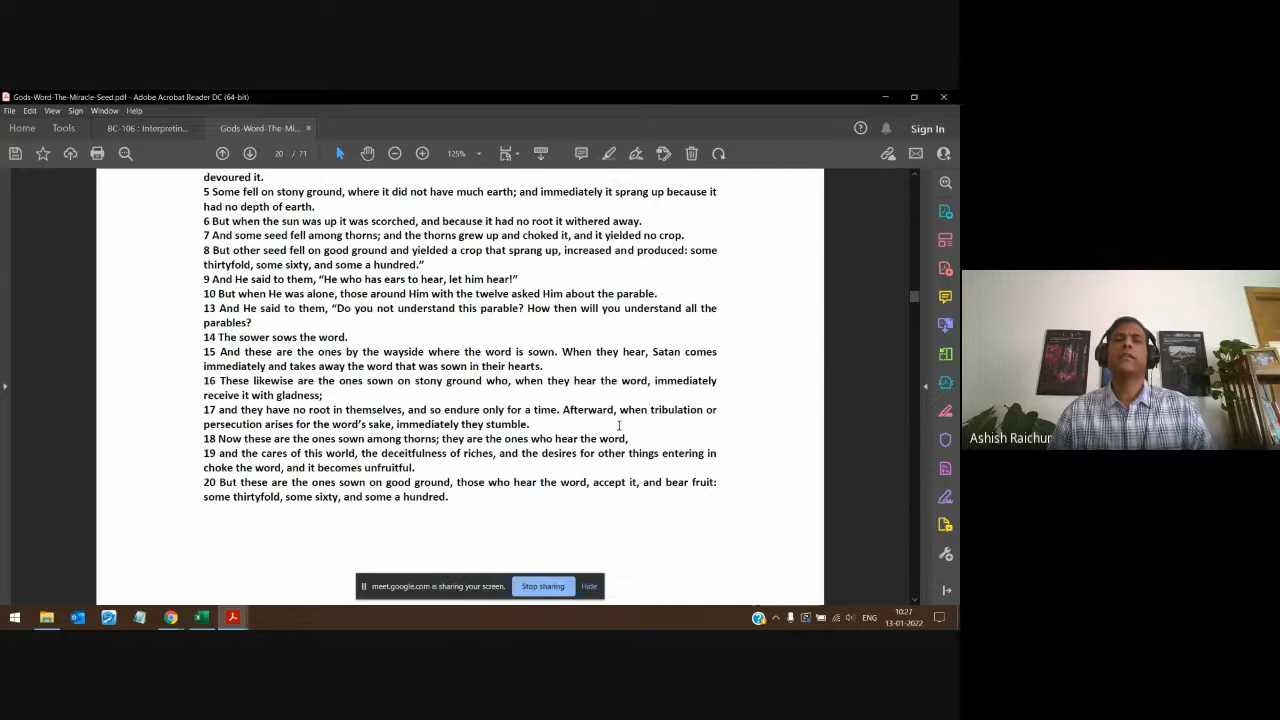 Gods-Word-The-Miracle-Seed.pdf - Adobe Acrobat Reader DC (64-bit)
File Edit View Sign Window Help
Home Tools BC-106 : Interpretin... Gods-Word-The-Mi... × Sign In
20 / 71 125%
devoured it.
5 Some fell on stony ground, where it did not have much earth; and immediately it sprang up because it
had no depth of earth.
6 But when the sun was up it was scorched, and because it had no root it withered away.
7 And some seed fell among thorns; and the thorns grew up and choked it, and it yielded no crop.
8 But other seed fell on good ground and yielded a crop that sprang up, increased and produced: some
thirtyfold, some sixty, and some a hundred.”
9 And He said to them, “He who has ears to hear, let him hear!”
10 But when He was alone, those around Him with the twelve asked Him about the parable.
13 And He said to them, “Do you not understand this parable? How then will you understand all the
parables?
14 The sower sows the word.
15 And these are the ones by the wayside where the word is sown. When they hear, Satan comes
immediately and takes away the word that was sown in their hearts.
16 These likewise are the ones sown on stony ground who, when they hear the word, immediately
receive it with gladness;
17 and they have no root in themselves, and so endure only for a time. Afterward, when tribulation or
persecution arises for the word’s sake, immediately they stumble.
18 Now these are the ones sown among thorns; they are the ones who hear the word,
19 and the cares of this world, the deceitfulness of riches, and the desires for other things entering in
choke the word, and it becomes unfruitful.
20 But these are the ones sown on good ground, those who hear the word, accept it, and bear fruit:
some thirtyfold, some sixty, and some a hundred.
Ashish Raichur
meet.google.com is sharing your screen. Stop sharing Hide
ENG 10:27
13-01-2022